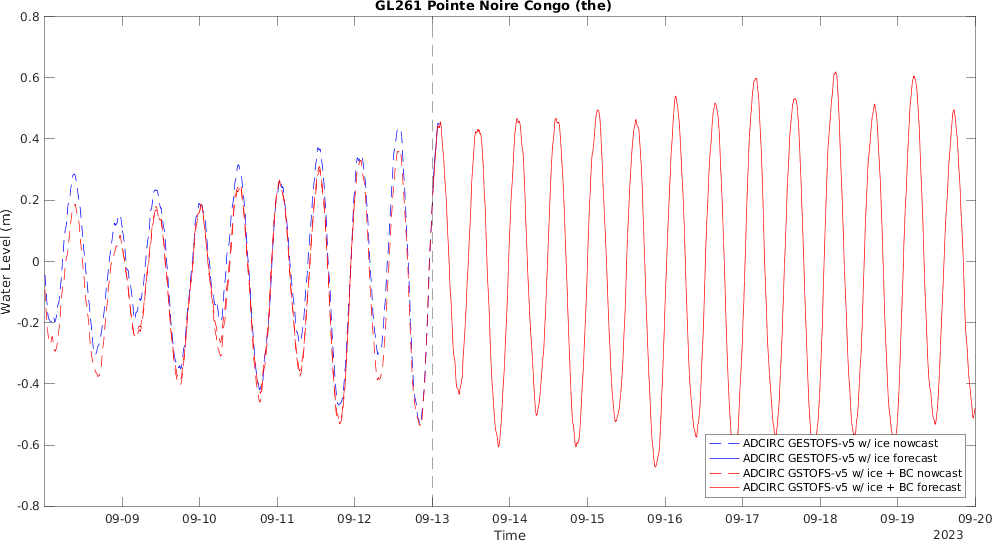 GL261 Pointe Noire Congo (the)
0.8
0.6
0.4
0.2
0
-0.2
-0.4
-0.6
-0.8
Water Level (m)
ADCIRC GESTOFS-v5 w/ ice nowcast
ADCIRC GESTOFS-v5 w/ ice forecast
ADCIRC GSTOFS-v5 w/ ice + BC nowcast
ADCIRC GSTOFS-v5 w/ ice + BC forecast
09-09 09-10 09-11 09-12 09-13 09-14 09-15 09-16 09-17 09-18 09-19 09-20
Time
2023